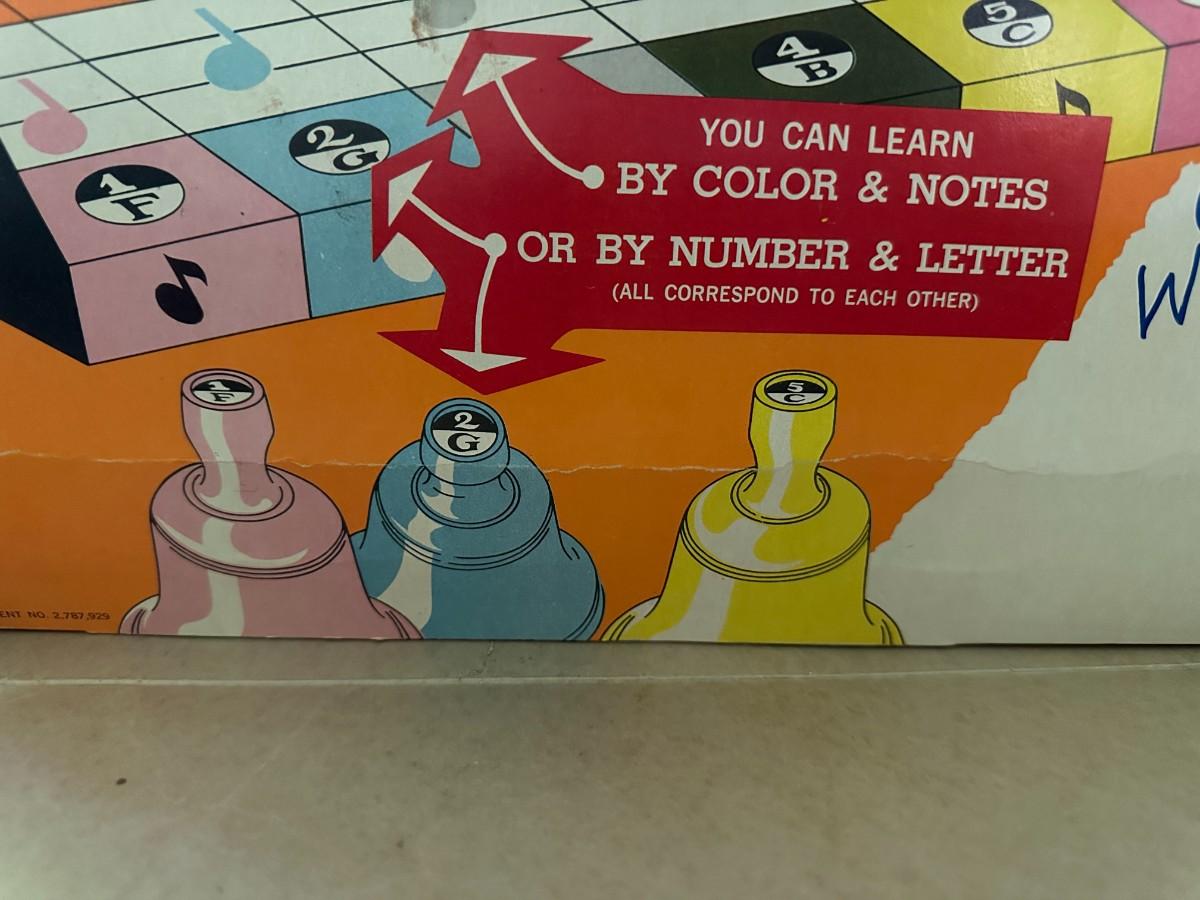 5
C
4
B
2
G
1
F
YOU CAN LEARN
BY COLOR & NOTES
OR BY NUMBER & LETTER
(ALL CORRESPOND TO EACH OTHER)
W
1
F
2
G
5
C
ENT NO. 2,787,929